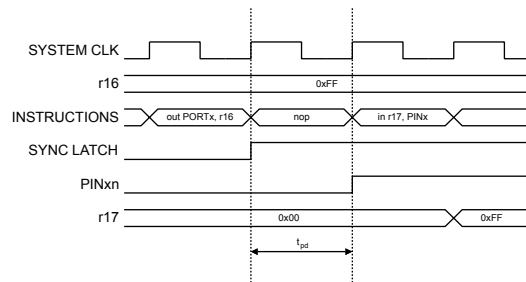 SYSTEM CLK
r16 0xFF
INSTRUCTIONS out PORTx, r16 nop in r17, PINx
SYNC LATCH
PINxn
r17 0x00 0xFF
tpd